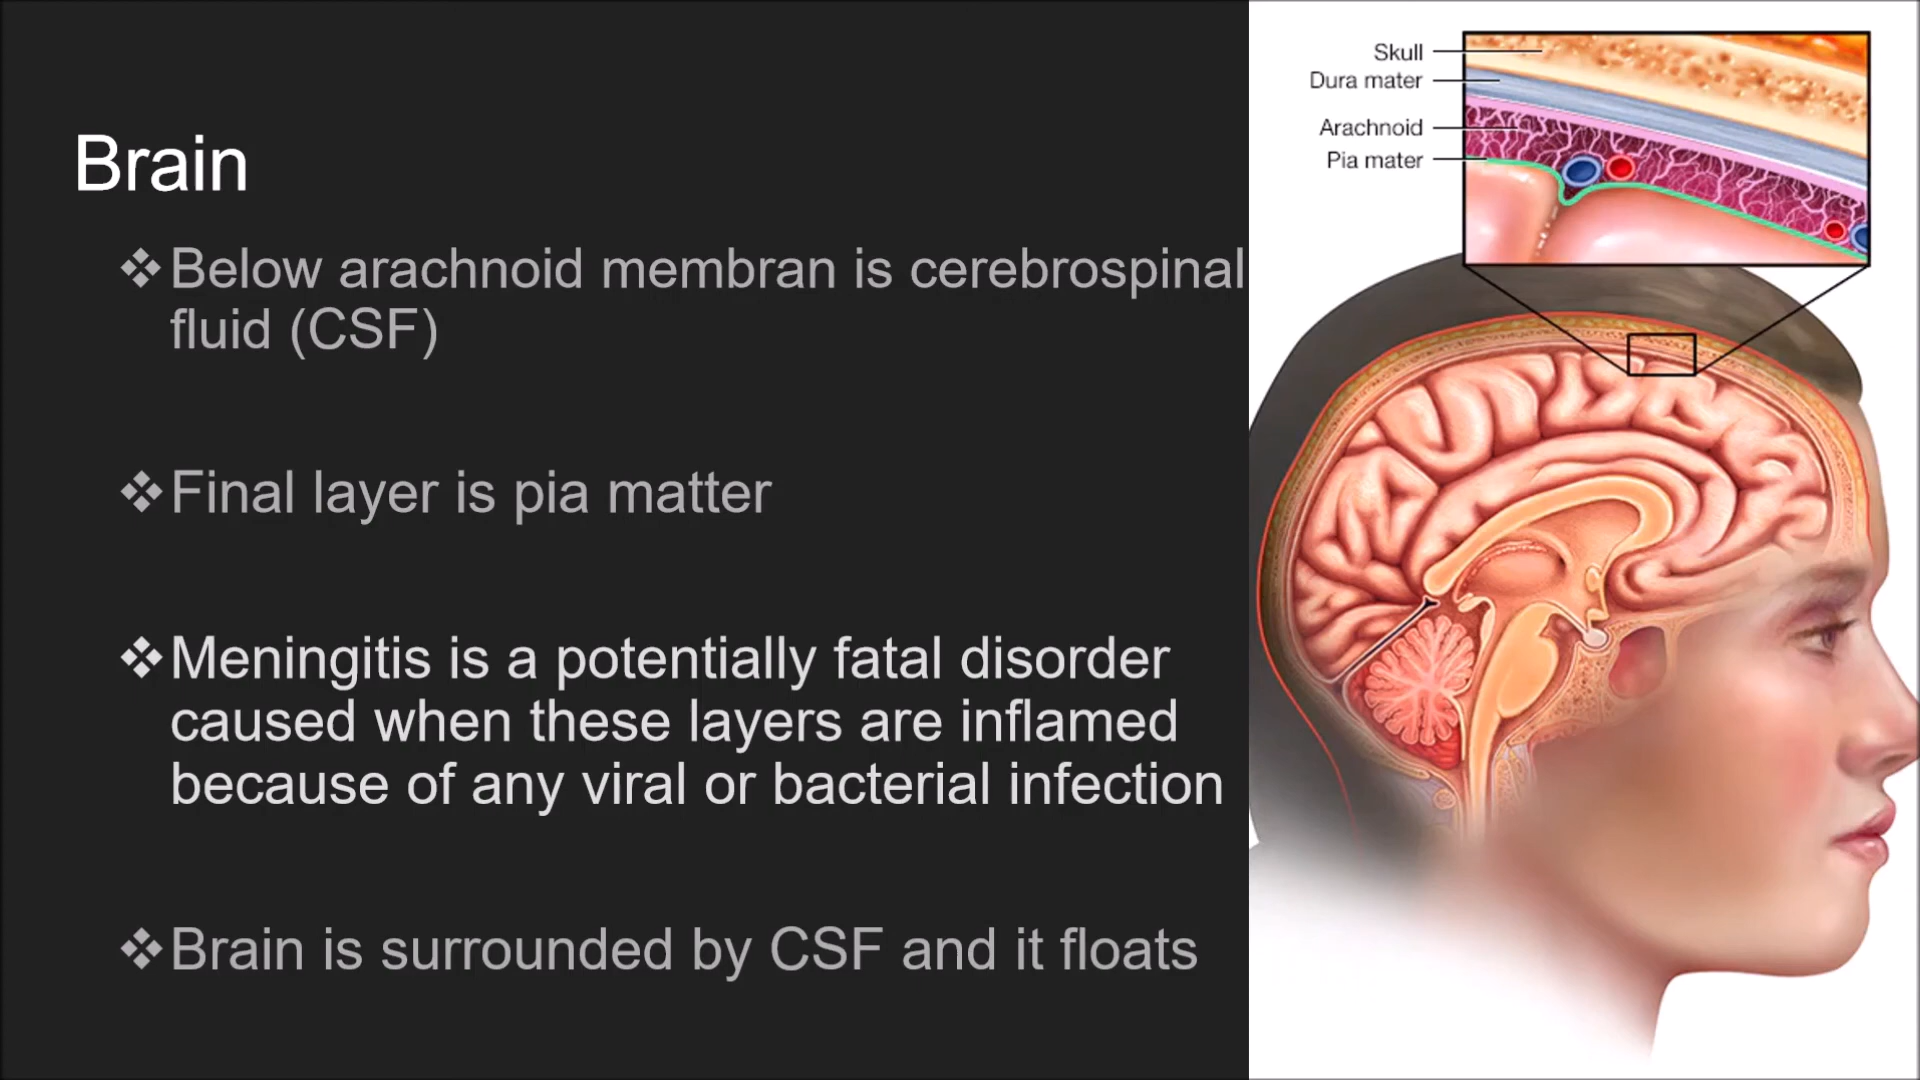 Brain
❖Below arachnoid membran is cerebrospinal
fluid (CSF)
❖Final layer is pia matter
❖Meningitis is a potentially fatal disorder
caused when these layers are inflamed
because of any viral or bacterial infection
❖Brain is surrounded by CSF and it floats
Skull
Dura mater
Arachnoid
Pia mater